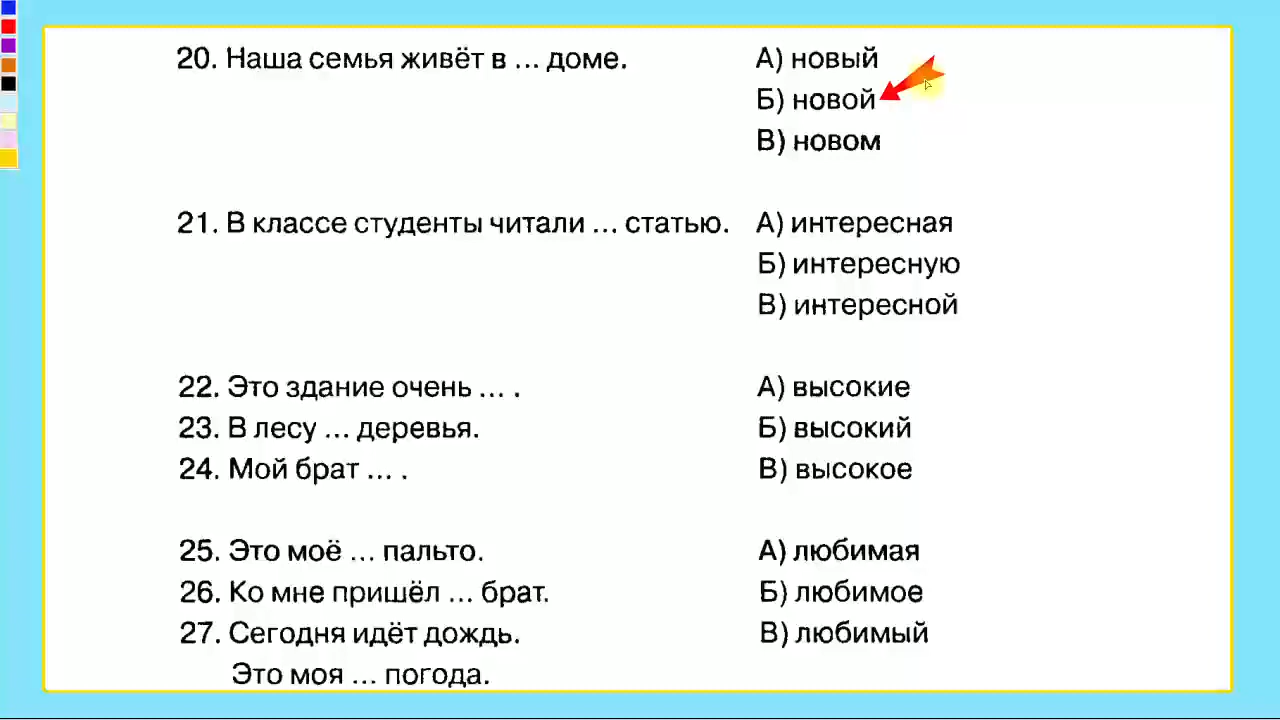 20. Наша семья живёт в ... доме. А) новый
Б) новой
В) новом
21. В классе студенты читали ... статью. А) интересная
Б) интересную
В) интересной
22. Это здание очень ... . А) высокие
23. В лесу ... деревья. Б) высокий
24. Мой брат ... . В) высокое
25. Это моё ... пальто. А) любимая
26. Ко мне пришёл ... брат. Б) любимое
27. Сегодня идёт дождь. В) любимый
Это моя ... погода.